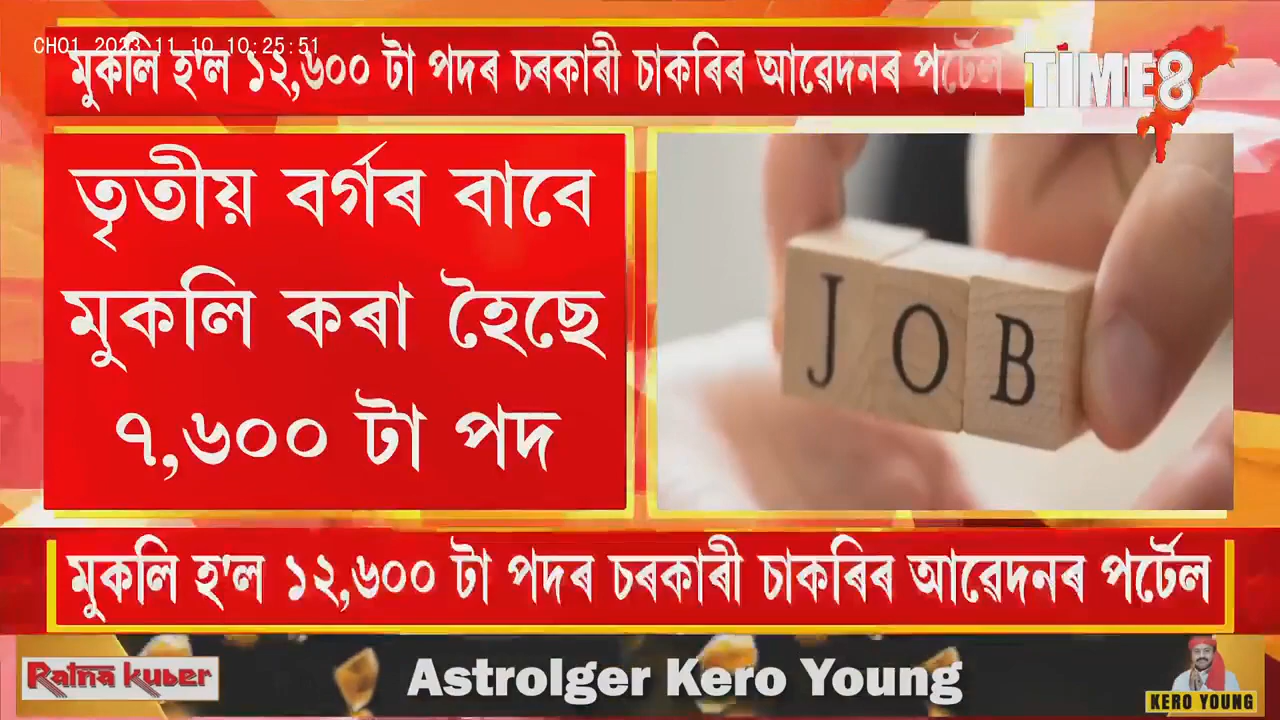 CH01 2023 11 10 10:25:51
মুকলি হ'ল ১২,৬০০ টা পদৰ চৰকাৰী চাকৰিৰ আৱেদনৰ পৰ্টেল
TIME8
তৃতীয় বৰ্গৰ বাবে
মুকলি কৰা হৈছে
৭,৬০০ টা পদ
JOB
মুকলি হ'ল ১২,৬০০ টা পদৰ চৰকাৰী চাকৰিৰ আৱেদনৰ পৰ্টেল
Ratna Kuber
Astrolger Kero Young
KERO YOUNG